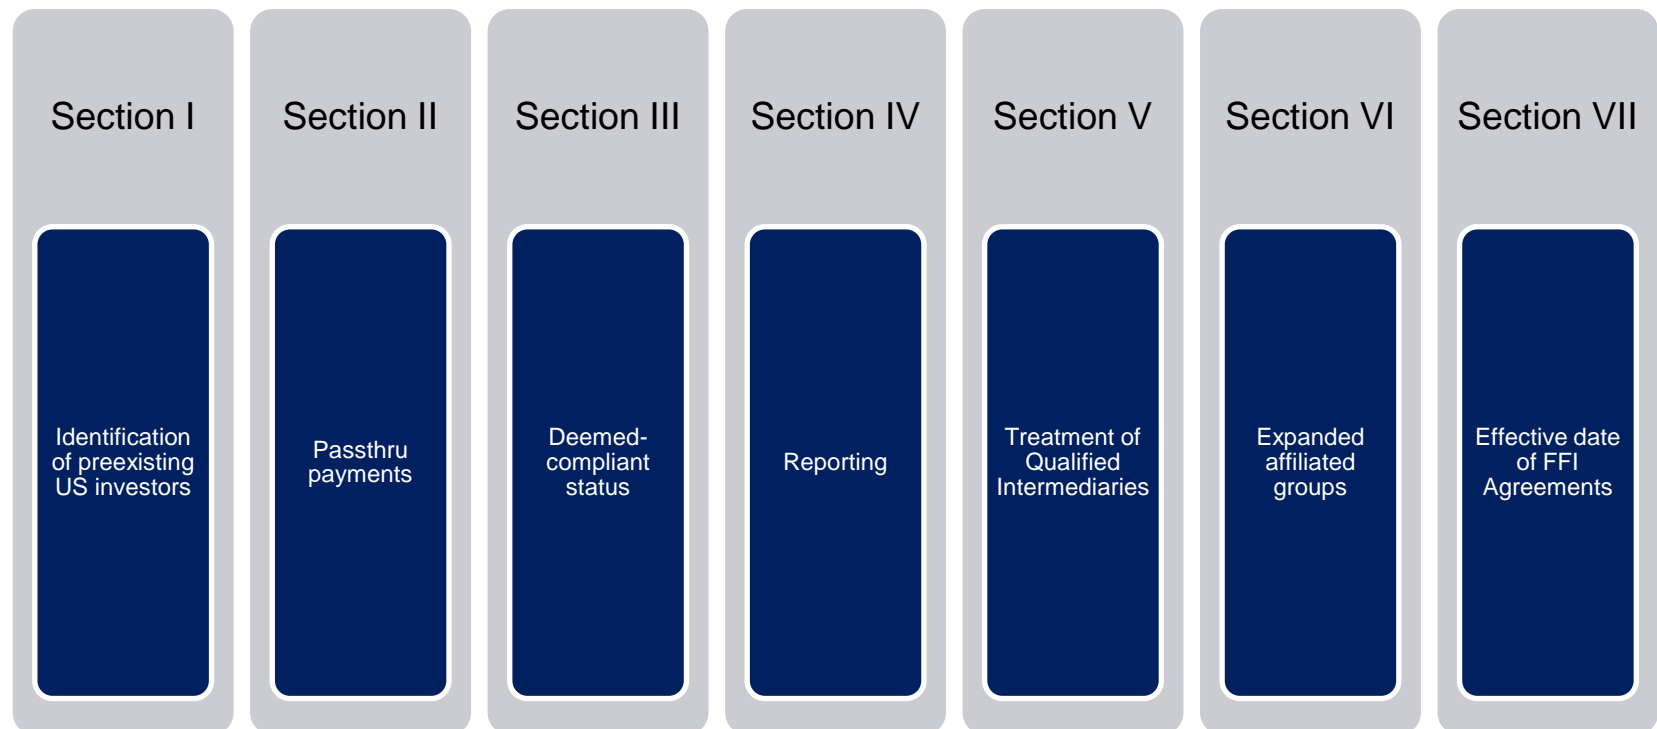 Section I
Section II
Section III
Section IV
Section V
Section VI
Section VII
Identification
of preexisting
US investors
Passthru
payments
Deemed-
compliant
status
Reporting
Treatment of
Qualified
Intermediaries
Expanded
affiliated
groups
Effective date
of FFI
Agreements